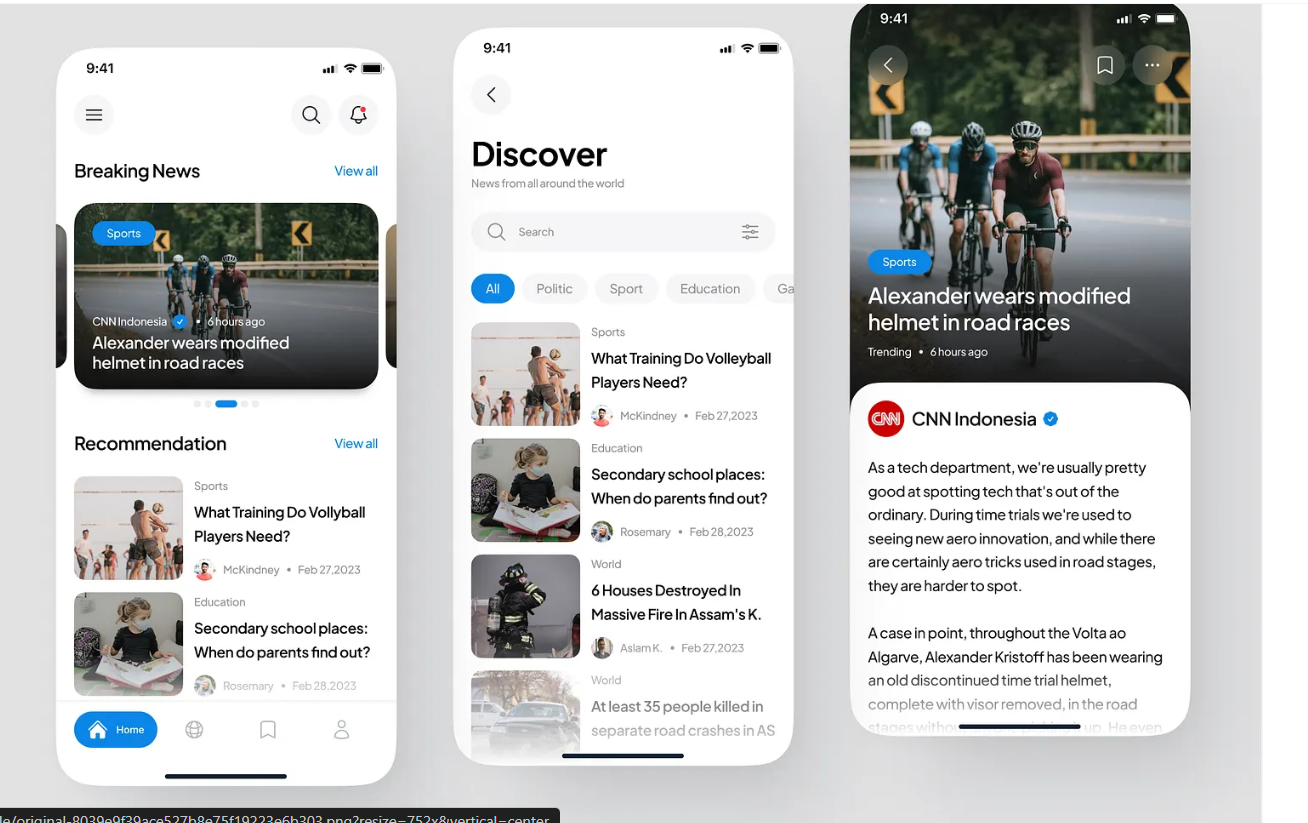 9:41
Breaking News
View all
Sports
CNN Indonesia • 6 hours ago
Alexander wears modified
helmet in road races
Recommendation
View all
Sports
What Training Do Vollyball
Players Need?
McKindney • Feb 27,2023
Education
Secondary school places:
When do parents find out?
Rosemary • Feb 28,2023
Home
9:41
Discover
News from all around the world
Search
All
Politic
Sport
Education
Ga
Sports
What Training Do Volleyball
Players Need?
McKindney • Feb 27,2023
Education
Secondary school places:
When do parents find out?
Rosemary • Feb 28,2023
World
6 Houses Destroyed In
Massive Fire In Assam's K.
Aslam K. • Feb 27,2023
World
At least 35 people killed in
separate road crashes in AS
9:41
Sports
Alexander wears modified
helmet in road races
Trending • 6 hours ago
CNN
CNN Indonesia
As a tech department, we're usually pretty
good at spotting tech that's out of the
ordinary. During time trials we're used to
seeing new aero innovation, and while there
are certainly aero tricks used in road stages,
they are harder to spot.
A case in point, throughout the Volta ao
Algarve, Alexander Kristoff has been wearing
an old discontinued time trial helmet,
complete with visor removed, in the road
stages up. He even